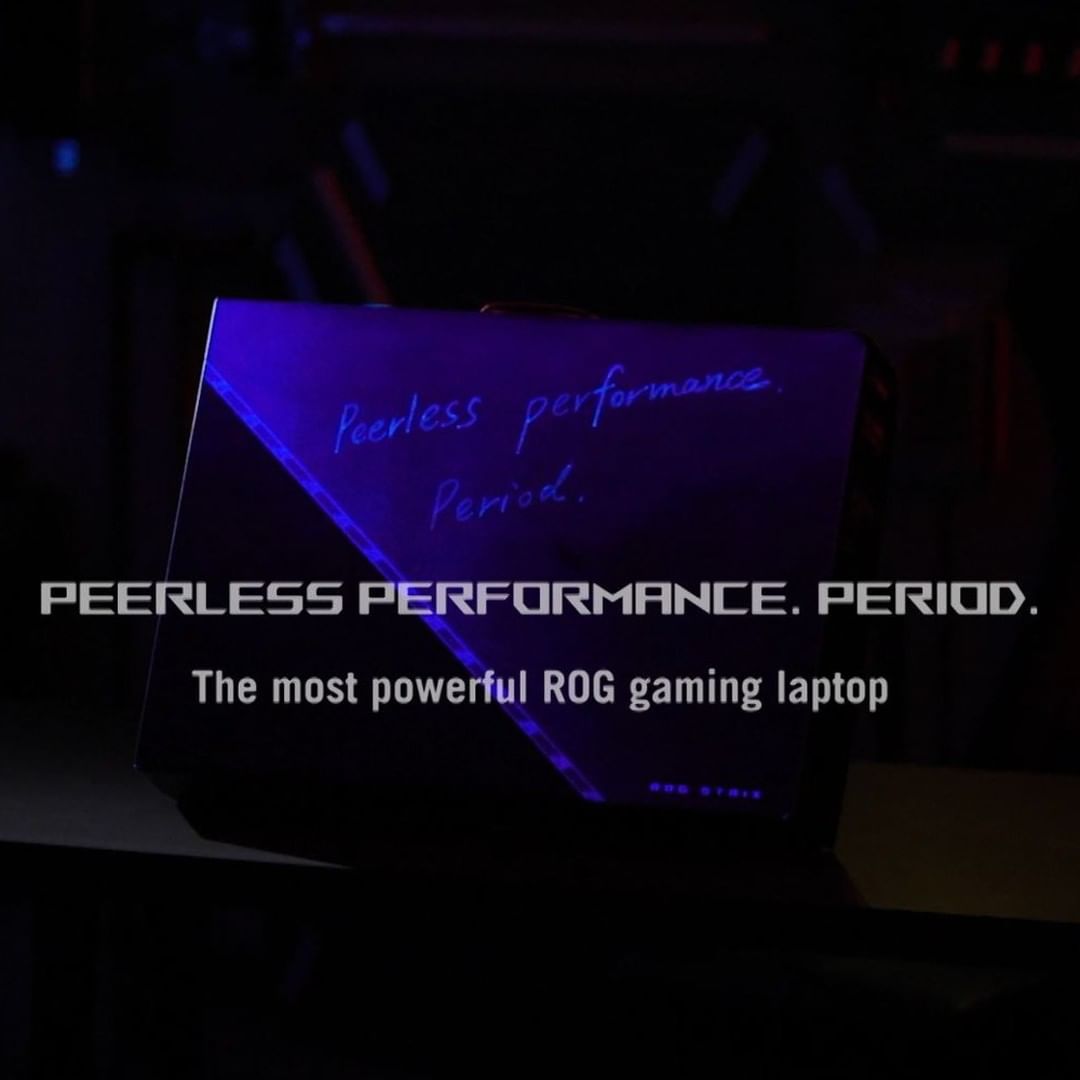 Peerless performance.
Period.
PEERLESS PERFORMANCE. PERIOD.
The most powerful ROG gaming laptop
ROG STRIX